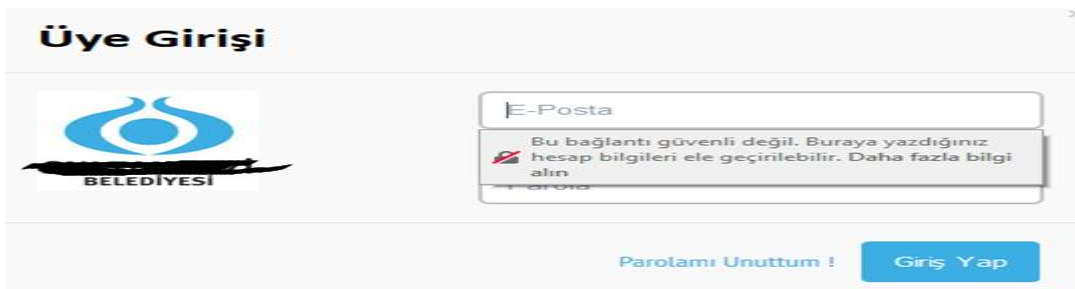 Üye Girişi
BELEDİYESİ
E-Posta
Bu bağlantı güvenli değil. Buraya yazdığınız
hesap bilgileri ele geçirilebilir. Daha fazla bilgi
alın
Parola
Parolamı Unuttum !
Giriş Yap